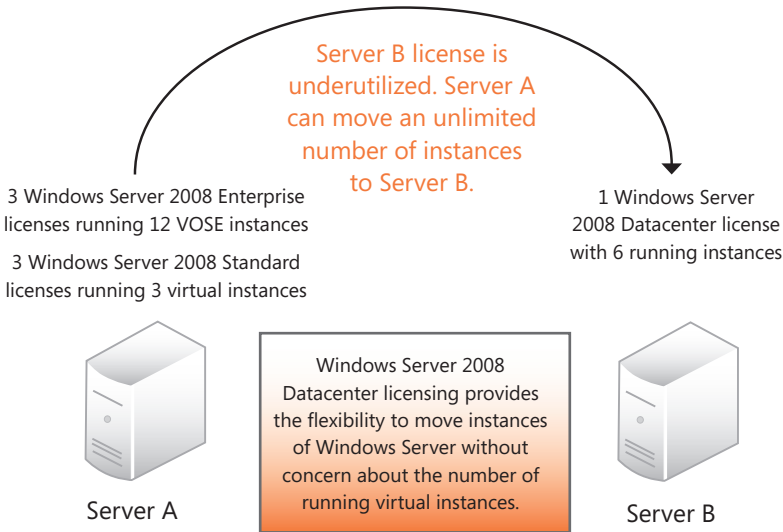 Server B license is
underutilized. Server A
can move an unlimited
number of instances
to Server B.
3 Windows Server 2008 Enterprise
licenses running 12 VOSE instances
3 Windows Server 2008 Standard
licenses running 3 virtual instances
1 Windows Server
2008 Datacenter license
with 6 running instances
Windows Server 2008
Datacenter licensing provides
the flexibility to move instances
of Windows Server without
concern about the number of
running virtual instances.
Server A
Server B